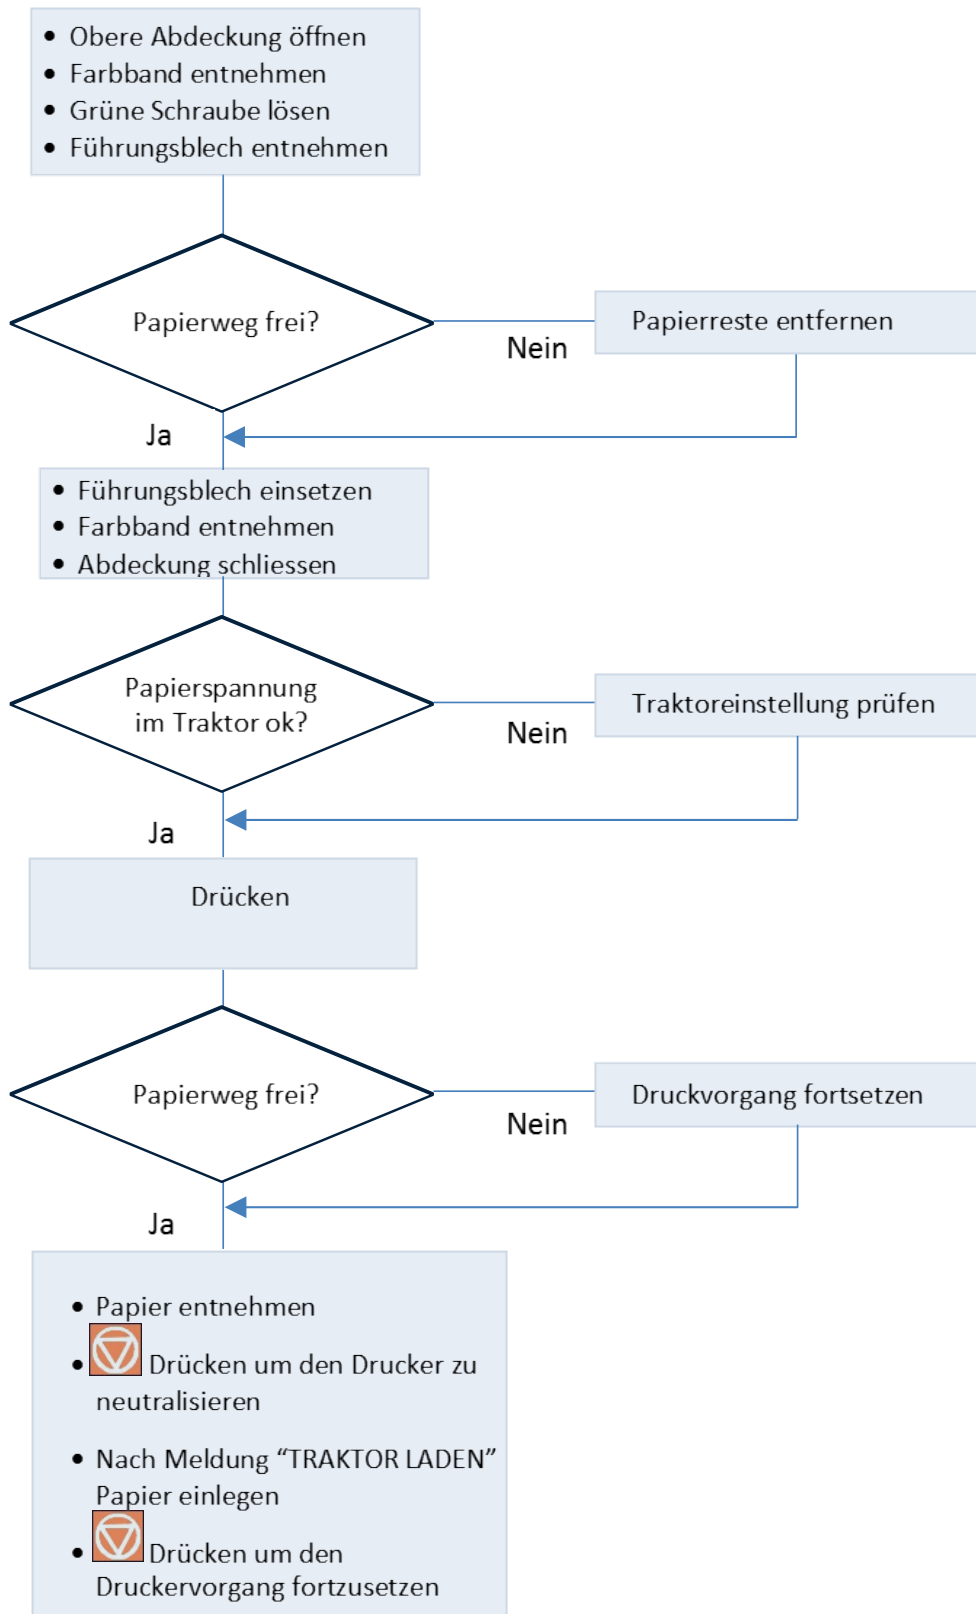 • Obere Abdeckung öffnen
• Farbband entnehmen
• Grüne Schraube lösen
• Führungsblech entnehmen
Papierweg frei?
Nein
Papierreste entfernen
Ja
• Führungsblech einsetzen
• Farbband entnehmen
• Abdeckung schliessen
Papierspannung
im Traktor ok?
Nein
Traktoreinstellung prüfen
Ja
Drücken
Papierweg frei?
Nein
Druckvorgang fortsetzen
Ja
• Papier entnehmen
• Drücken um den Drucker zu
neutralisieren
• Nach Meldung “TRAKTOR LADEN”
Papier einlegen
• Drücken um den
Druckervorgang fortzusetzen